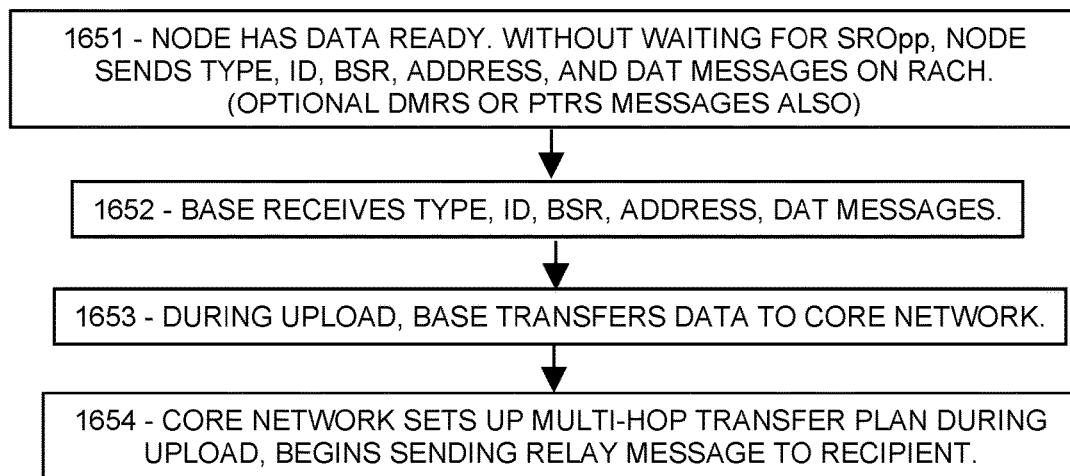 1651 - NODE HAS DATA READY. WITHOUT WAITING FOR SROpp, NODE
SENDS TYPE, ID, BSR, ADDRESS, AND DAT MESSAGES ON RACH.
(OPTIONAL DMRS OR PTRS MESSAGES ALSO)
1652 - BASE RECEIVES TYPE, ID, BSR, ADDRESS, DAT MESSAGES.
1653 - DURING UPLOAD, BASE TRANSFERS DATA TO CORE NETWORK.
1654 - CORE NETWORK SETS UP MULTI-HOP TRANSFER PLAN DURING
UPLOAD, BEGINS SENDING RELAY MESSAGE TO RECIPIENT.